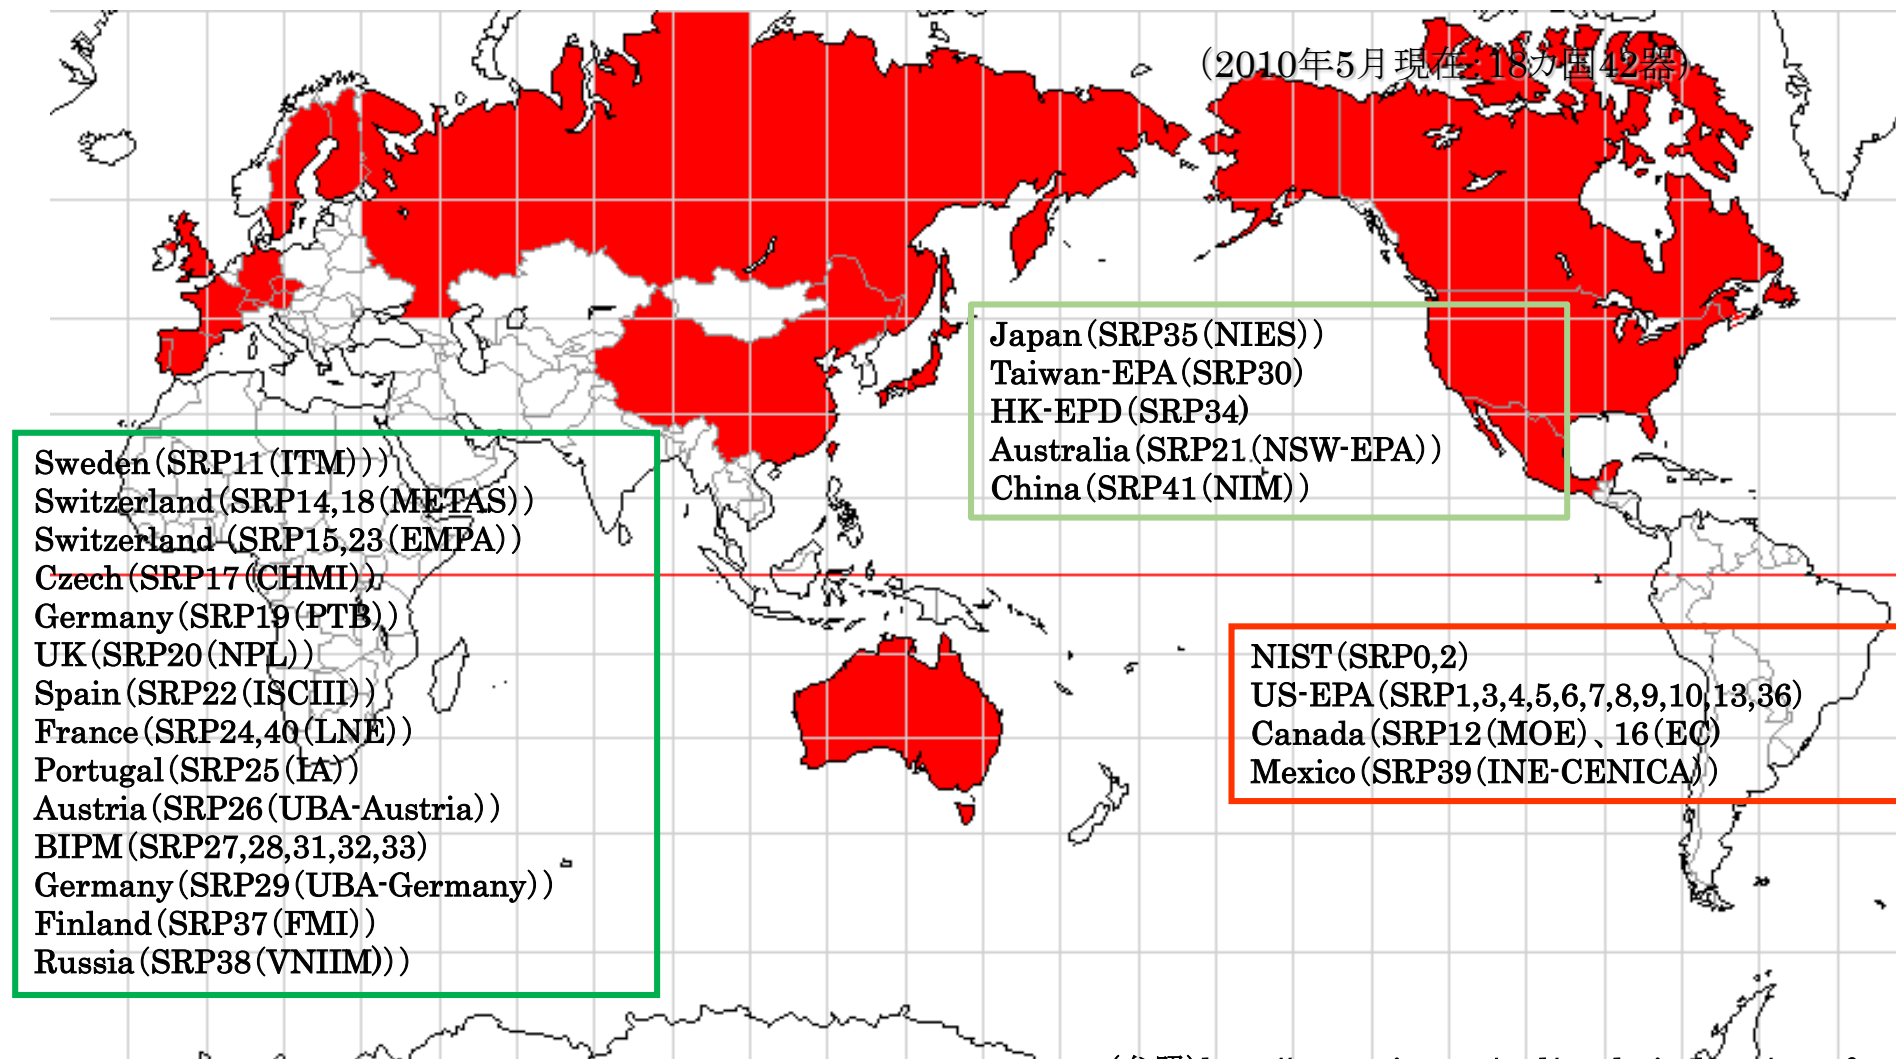 (2010年5月現在：18カ国42器)
Japan(SRP35(NIES))
Taiwan-EPA(SRP30)
HK-EPD(SRP34)
Australia(SRP21(NSW-EPA))
China(SRP41(NIM))
Sweden(SRP11(ITM)))
Switzerland(SRP14,18(METAS))
Switzerland (SRP15,23(EMPA))
Czech(SRP17(CHMI))
Germany(SRP19(PTB))
UK(SRP20(NPL))
Spain(SRP22(ISCIII))
France(SRP24,40(LNE))
Portugal(SRP25(IA))
Austria(SRP26(UBA-Austria))
BIPM(SRP27,28,31,32,33)
Germany(SRP29(UBA-Germany))
Finland(SRP37(FMI))
Russia(SRP38(VNIIM)))
NIST(SRP0,2)
US-EPA(SRP1,3,4,5,6,7,8,9,10,13,36)
Canada(SRP12(MOE)、16(EC)
Mexico(SRP39(INE-CENICA))